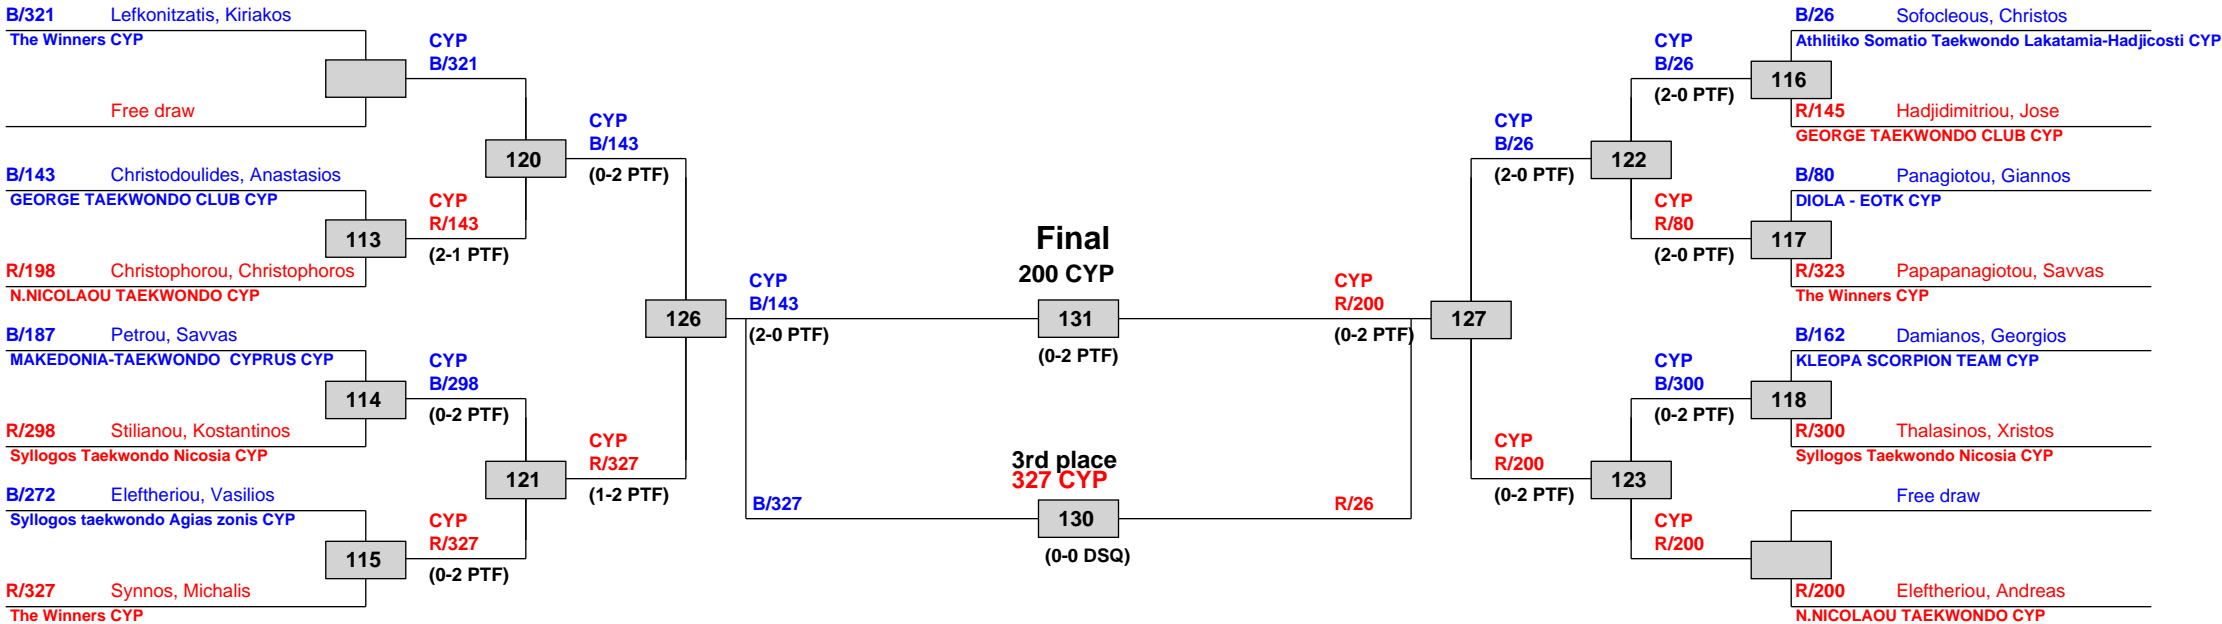 B/321 Lefkonitzatis, Kiriakos
The Winners CYP
Free draw
CYP
B/321
B/143 Christodoulides, Anastasios
GEORGE TAEKWONDO CLUB CYP
113
R/198 Christophorou, Christophoros
N.NICOLAOU TAEKWONDO CYP
CYP
R/143
(2-1 PTF)
120
CYP
B/143
(0-2 PTF)
B/187 Petrou, Savvas
MAKEDONIA-TAEKWONDO CYPRUS CYP
114
R/298 Stilianou, Kostantinos
Syllogos Taekwondo Nicosia CYP
CYP
B/298
(0-2 PTF)
B/272 Eleftheriou, Vasilios
Syllogos taekwondo Agias zonis CYP
115
R/327 Synnos, Michalis
The Winners CYP
CYP
R/327
(0-2 PTF)
121
CYP
R/327
(1-2 PTF)
126
CYP
B/143
(2-0 PTF)
Final
200 CYP
131
(0-2 PTF)
3rd place
327 CYP
B/327
130
R/26
(0-0 DSQ)
CYP
R/200
(0-2 PTF)
127
CYP
B/26
(2-0 PTF)
122
CYP
B/26
(2-0 PTF)
116
B/26 Sofocleous, Christos
Athlitiko Somatio Taekwondo Lakatamia-Hadjicosti CYP
R/145 Hadjidimitriou, Jose
GEORGE TAEKWONDO CLUB CYP
CYP
R/80
(2-0 PTF)
117
B/80 Panagiotou, Giannos
DIOLA - EOTK CYP
R/323 Papapanagiotou, Savvas
The Winners CYP
CYP
R/200
(0-2 PTF)
123
CYP
B/300
(0-2 PTF)
118
B/162 Damianos, Georgios
KLEOPA SCORPION TEAM CYP
R/300 Thalasinos, Xristos
Syllogos Taekwondo Nicosia CYP
CYP
R/200
Free draw
R/200 Eleftheriou, Andreas
N.NICOLAOU TAEKWONDO CYP